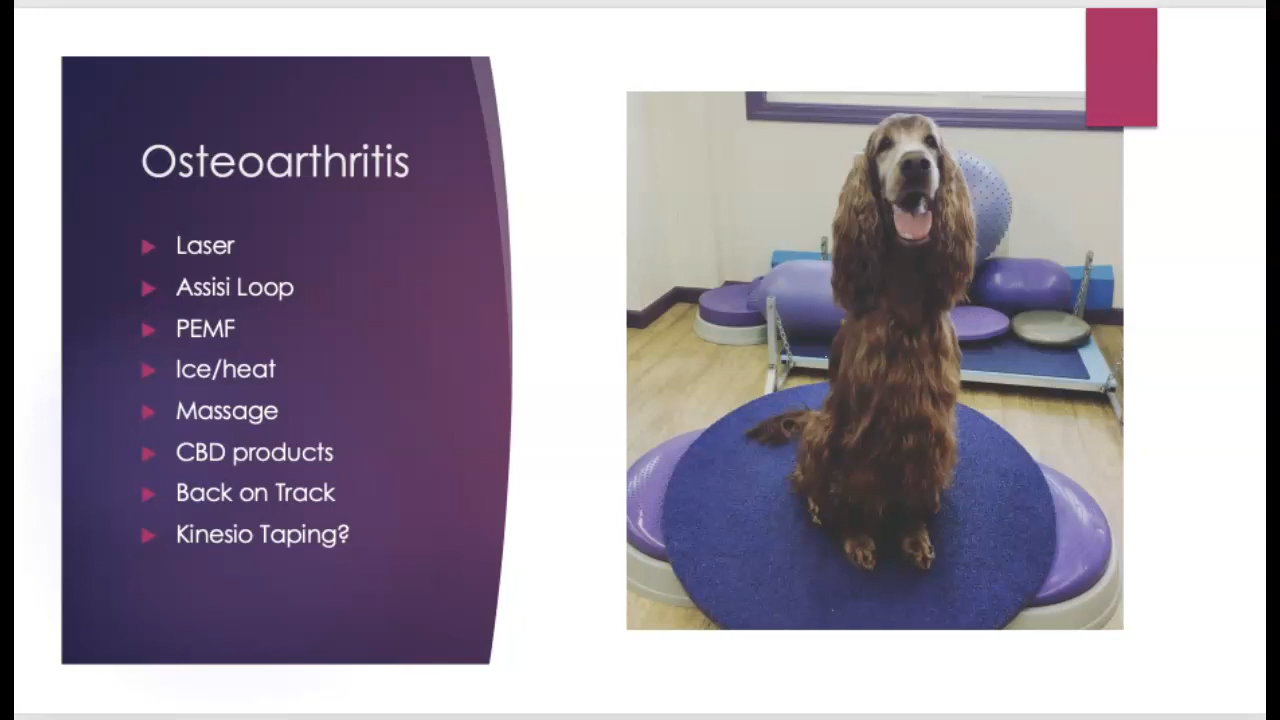 Osteoarthritis
Laser
Assisi Loop
PEMF
Ice/heat
Massage
CBD products
Back on Track
Kinesio Taping?